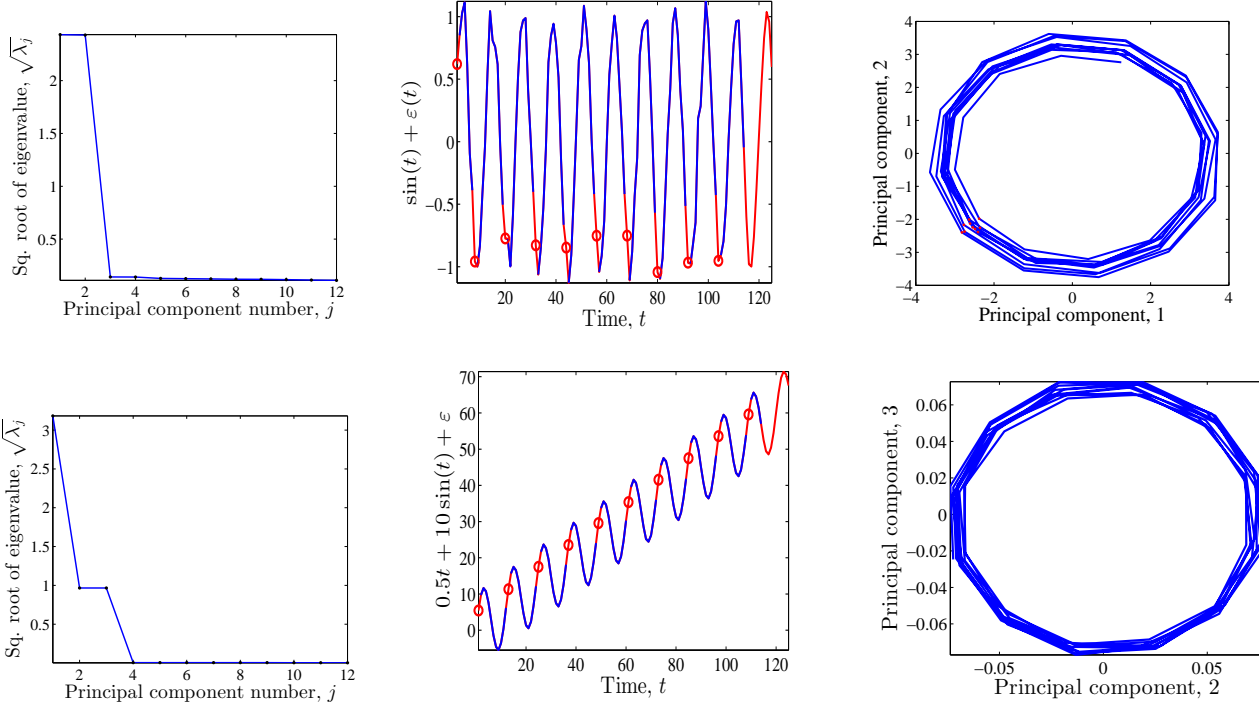 Sq. root of eigenvalue, √λ_j
2.5
2
1.5
1
0.5
2 4 6 8 10 12
Principal component number, j
sin(t) + ε(t)
1
0.5
0
−0.5
−1
20 40 60 80 100 120
Time, t
Principal component, 2
4
3
2
1
0
−1
−2
−3
−4
−4 −2 0 2 4
Principal component, 1
Sq. root of eigenvalue, √λ_j
3
2.5
2
1.5
1
0.5
2 4 6 8 10 12
Principal component number, j
0.5t + 10 sin(t) + ε
70
60
50
40
30
20
10
0
20 40 60 80 100 120
Time, t
Principal component, 3
0.06
0.04
0.02
0
−0.02
−0.04
−0.06
−0.05 0 0.05
Principal component, 2